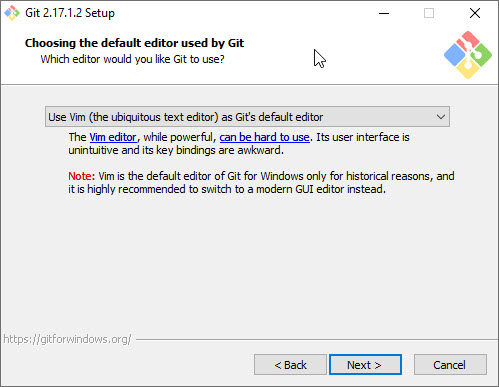 Git 2.17.1.2 Setup
Choosing the default editor used by Git
Which editor would you like Git to use?
Use Vim (the ubiquitous text editor) as Git's default editor
The Vim editor, while powerful, can be hard to use. Its user interface is
unintuitive and its key bindings are awkward.
Note: Vim is the default editor of Git for Windows only for historical reasons, and
it is highly recommended to switch to a modern GUI editor instead.
https://gitforwindows.org/
< Back
Next >
Cancel